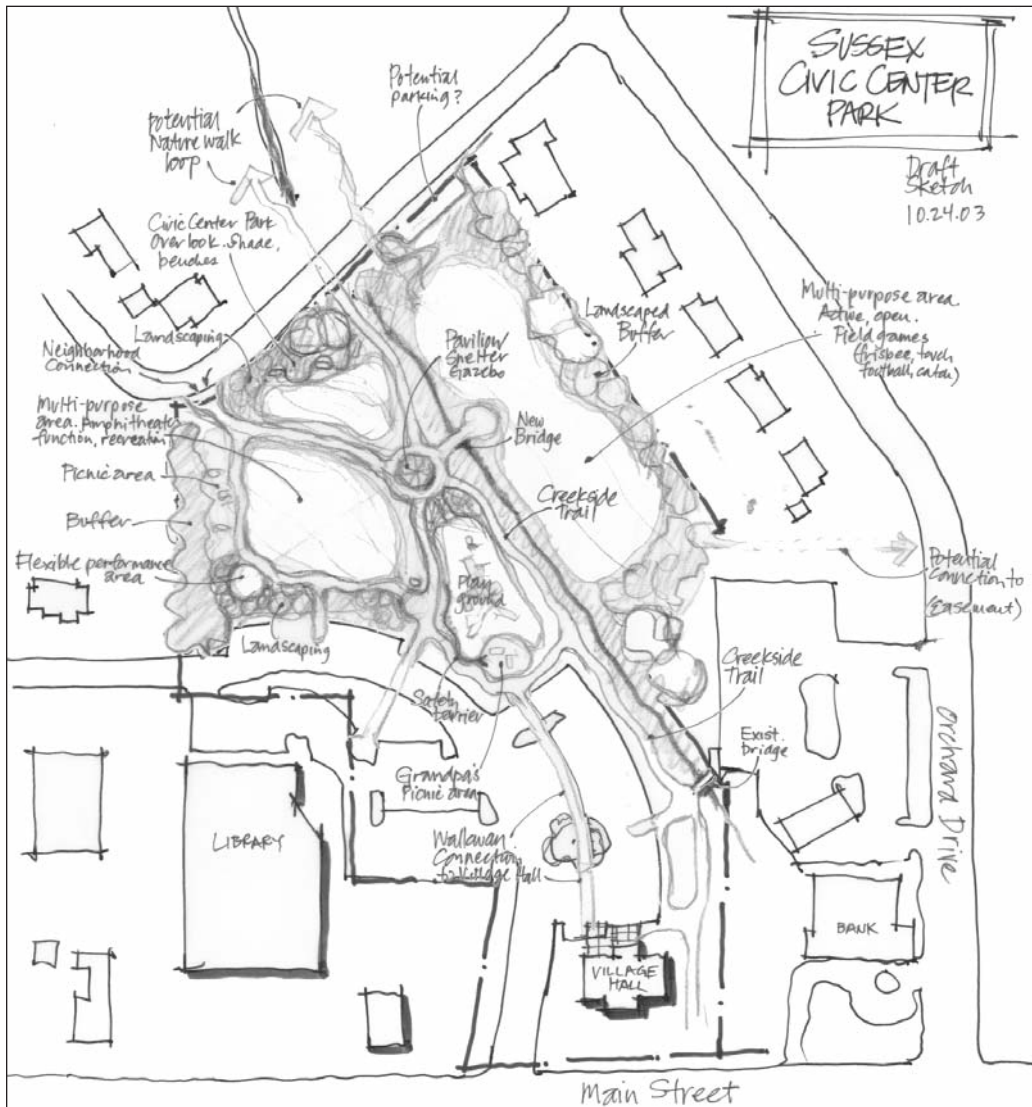 SUSSEX
CIVIC CENTER
PARK
Draft
Sketch
10.24.03
Potential
parking?
Potential
Nature walk
loop
Civic Center Park
Overlook. Shade,
benches
Landscaping
Neighborhood
Connection
Multi-purpose
area. Amphitheater
function, recreation
Picnic area
Buffer
Flexible performance
area
Landscaping
Pavilion
Shelter
Gazebo
New
Bridge
Landscaped
Buffer
Multi-purpose area.
Active, open.
Field games
(frisbee, touch
football, catch)
Creekside
Trail
Play
ground
Potential
Connection to
(Easement)
Safety
barrier
Creekside
Trail
Exist.
bridge
Grandpa's
Picnic area
Connection
to Village Hall
LIBRARY
VILLAGE
HALL
BANK
Orchard Drive
Main Street